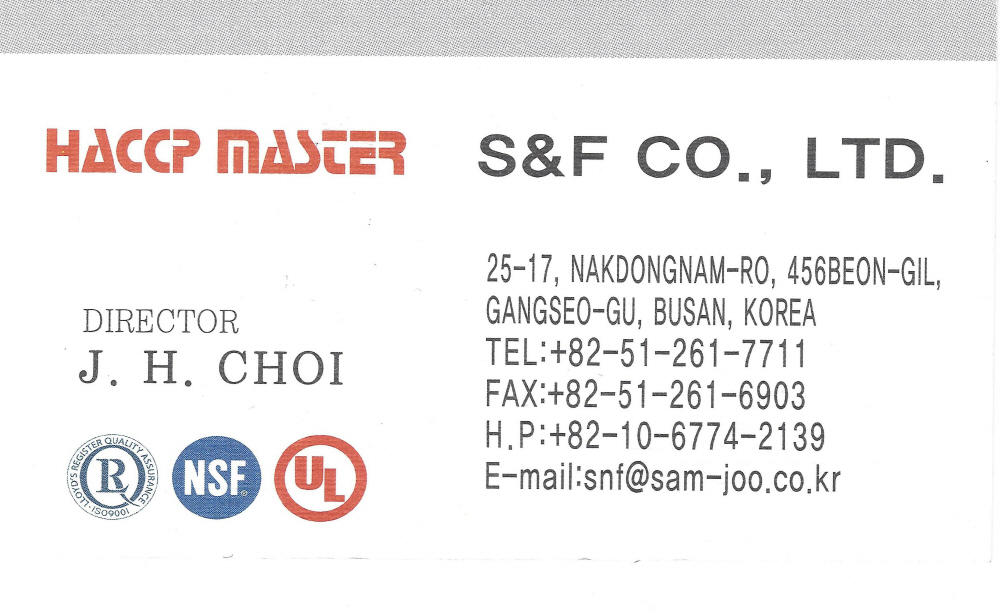 HACCP MASTER
S&F CO., LTD.
DIRECTOR
J. H. CHOI
25-17, NAKDONGNAM-RO, 456BEON-GIL,
GANGSEO-GU, BUSAN, KOREA
TEL:+82-51-261-7711
FAX:+82-51-261-6903
H.P:+82-10-6774-2139
E-mail:snf@sam-joo.co.kr
LLOYD'S REGISTER QUALITY ASSURANCE
LR
ISO9001
NSF®
UL